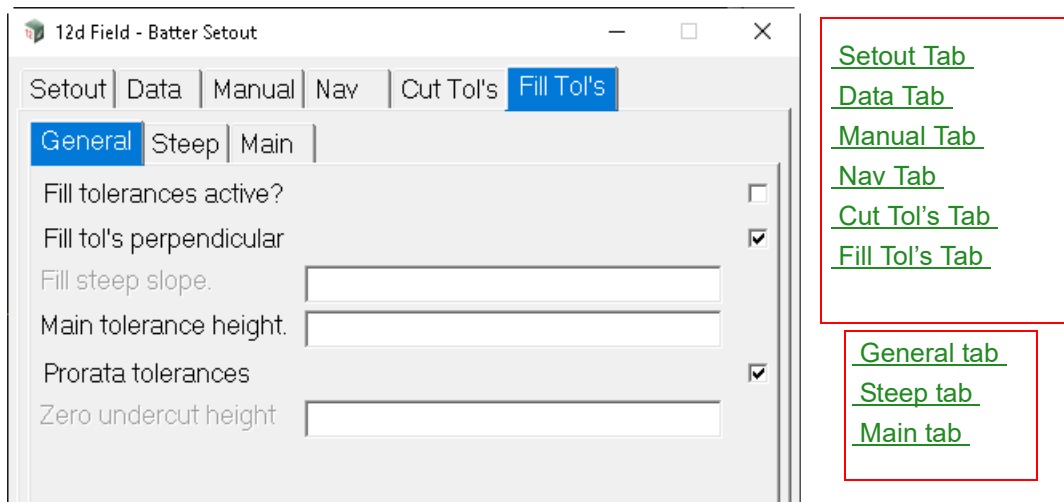 12d Field - Batter Setout
Setout Data Manual Nav Cut Tol's Fill Tol's
General Steep Main
Fill tolerances active?
Fill tol's perpendicular
Fill steep slope.
Main tolerance height.
Prorata tolerances
Zero undercut height
Setout Tab
Data Tab
Manual Tab
Nav Tab
Cut Tol’s Tab
Fill Tol’s Tab
General tab
Steep tab
Main tab